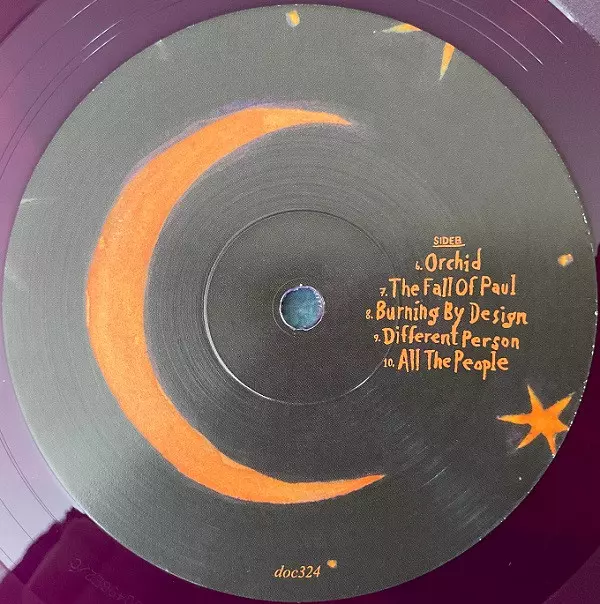 SIDE B
6. Orchid
7. The Fall Of Paul
8. Burning By Design
9. Different Person
10. All The People
doc324